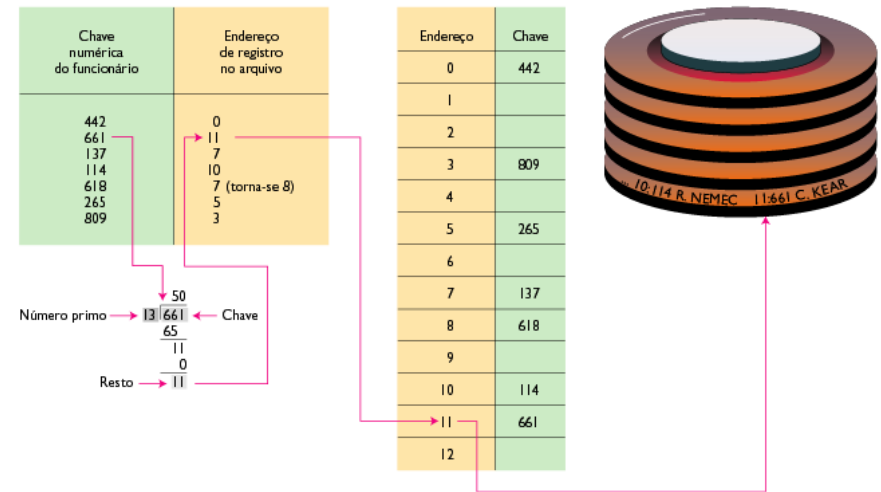 Chave
numérica
do funcionário
Endereço
de registro
no arquivo
442 0
661 11
137 7
114 10
618 7 (torna-se 8)
265 5
809 3
50
Número primo 13 661 Chave
65
11
0
Resto 11
Endereço Chave
0 442
1
2
3 809
4
5 265
6
7 137
8 618
9
10 114
11 661
12
... 10:114 R. NEMEC 11:661 C. KEAR